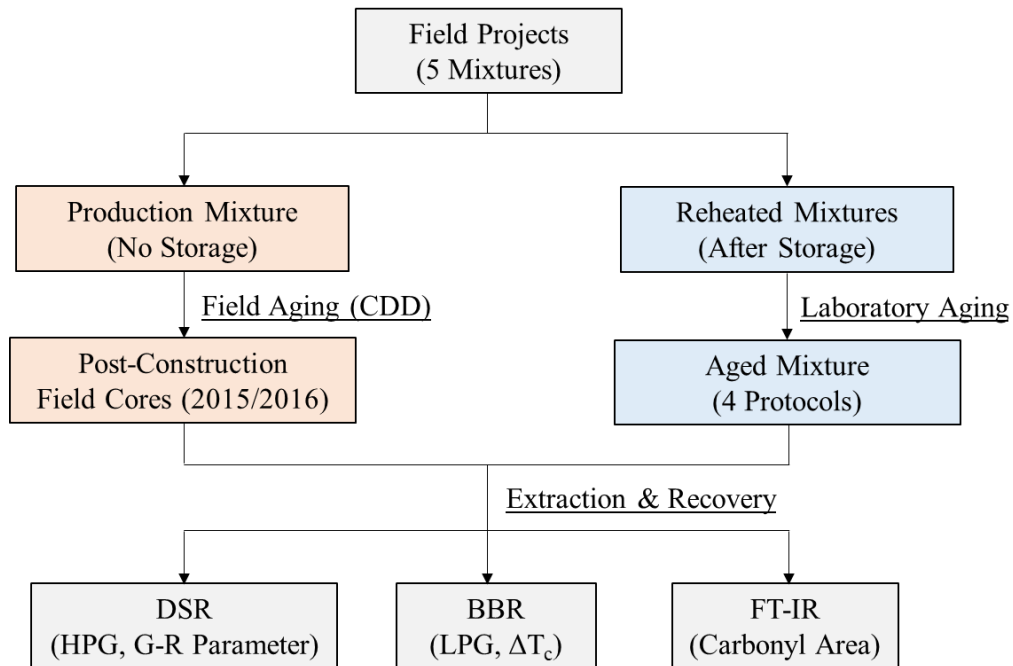 Field Projects
(5 Mixtures)
Production Mixture
(No Storage)
Reheated Mixtures
(After Storage)
Field Aging (CDD)
Laboratory Aging
Post-Construction
Field Cores (2015/2016)
Aged Mixture
(4 Protocols)
Extraction & Recovery
DSR
(HPG, G-R Parameter)
BBR
(LPG, ΔTc)
FT-IR
(Carbonyl Area)